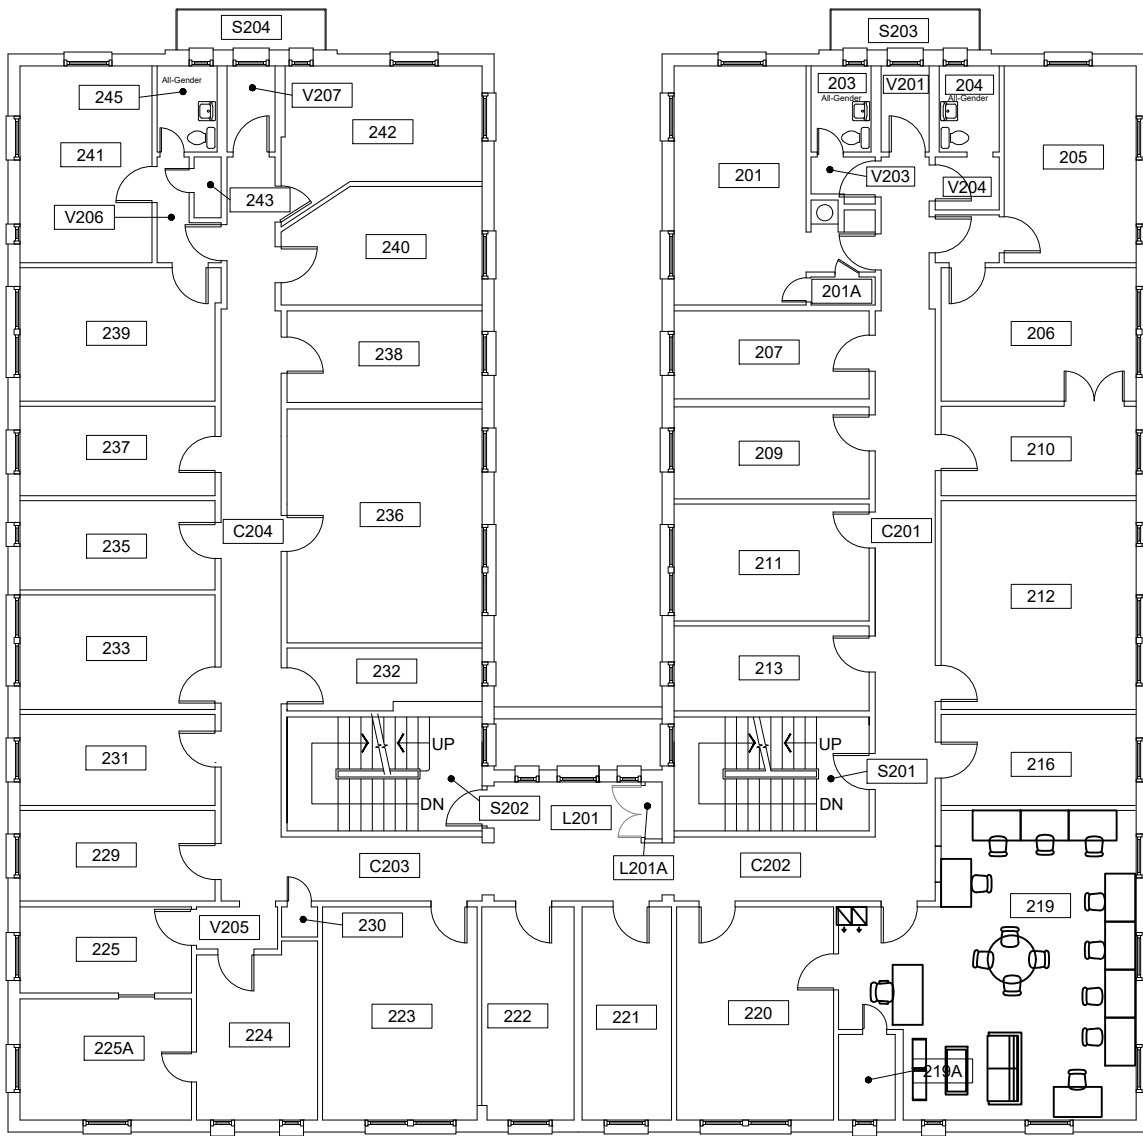 S204
S203
All-Gender
245
V207
203
All-Gender
V201
204
All-Gender
242
241
205
201
V203
243
V204
V206
240
201A
239
206
238
207
237
209
210
236
C204
C201
235
211
212
233
232
213
UP
UP
231
216
S201
S202
DN
DN
L201
229
C203
L201A
C202
219
V205
230
225
223
222
221
220
224
225A
219A